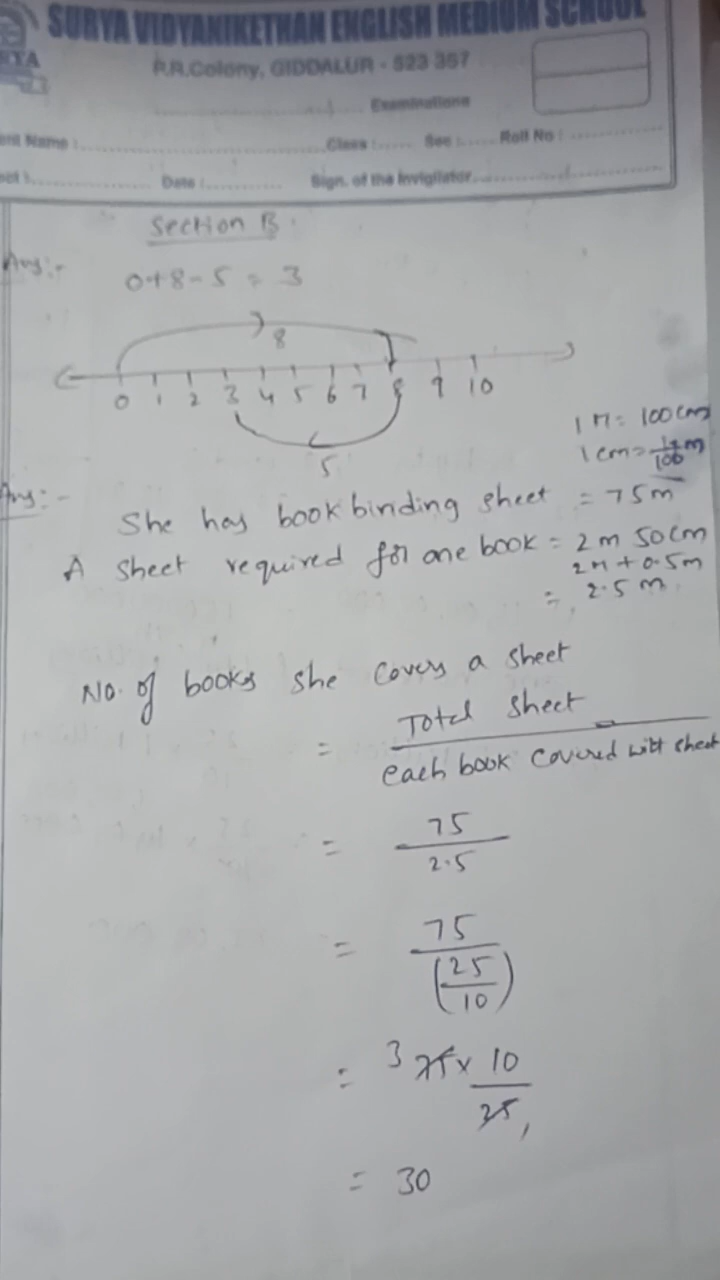 SURYA VIDYANIKETHAN ENGLISH MEDIUM SCHOOL
P.R.Colony, GIDDALUR - 523 357
Examinations
Name : Class : Sec : Roll No :
Date : Sign. of the Invigilator
Section B
Ans:-
0+8-5 = 3
8
0 1 2 3 4 5 6 7 8 9 10
5
1 M = 100 cm
1 cm = 1/100 m
Ans:-
She has book binding sheet = 75m
A sheet required for one book = 2 m 50 cm
2 m + 0.5m
= 2.5 m.
No. of books she covers a sheet
= Total sheet
each book covered with sheet
= 75
2.5
= 75
(25
10)
= 3 75 x 10
25,
= 30